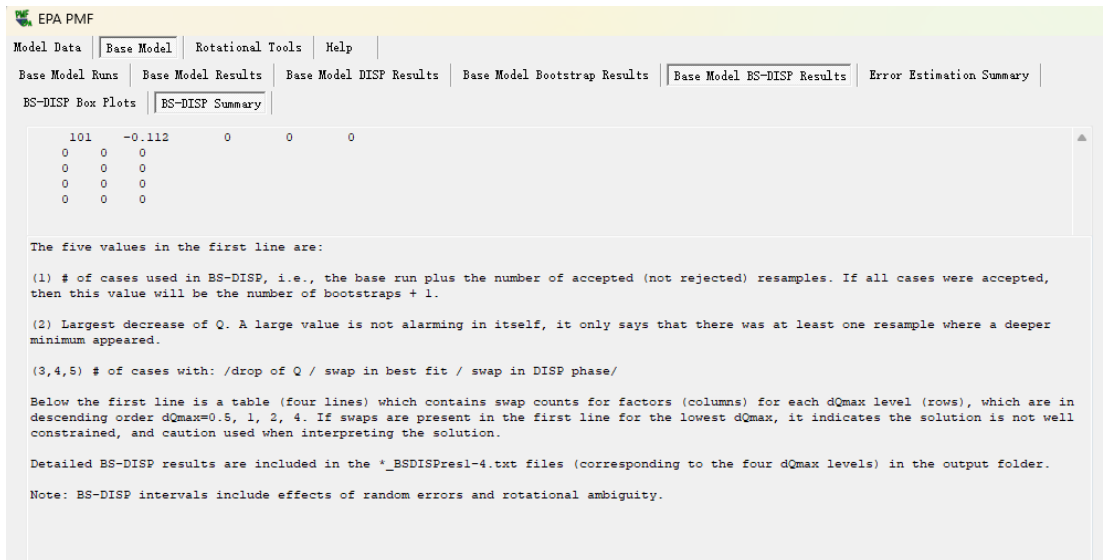 EPA PMF
Model Data Base Model Rotational Tools Help
Base Model Runs Base Model Results Base Model DISP Results Base Model Bootstrap Results Base Model BS-DISP Results Error Estimation Summary
BS-DISP Box Plots BS-DISP Summary
101 -0.112 0 0 0
0 0 0
0 0 0
0 0 0
0 0 0
The five values in the first line are:
(1) # of cases used in BS-DISP, i.e., the base run plus the number of accepted (not rejected) resamples. If all cases were accepted,
then this value will be the number of bootstraps + 1.
(2) Largest decrease of Q. A large value is not alarming in itself, it only says that there was at least one resample where a deeper
minimum appeared.
(3,4,5) # of cases with: /drop of Q / swap in best fit / swap in DISP phase/
Below the first line is a table (four lines) which contains swap counts for factors (columns) for each dQmax level (rows), which are in
descending order dQmax=0.5, 1, 2, 4. If swaps are present in the first line for the lowest dQmax, it indicates the solution is not well
constrained, and caution used when interpreting the solution.
Detailed BS-DISP results are included in the *_BSDISPres1-4.txt files (corresponding to the four dQmax levels) in the output folder.
Note: BS-DISP intervals include effects of random errors and rotational ambiguity.